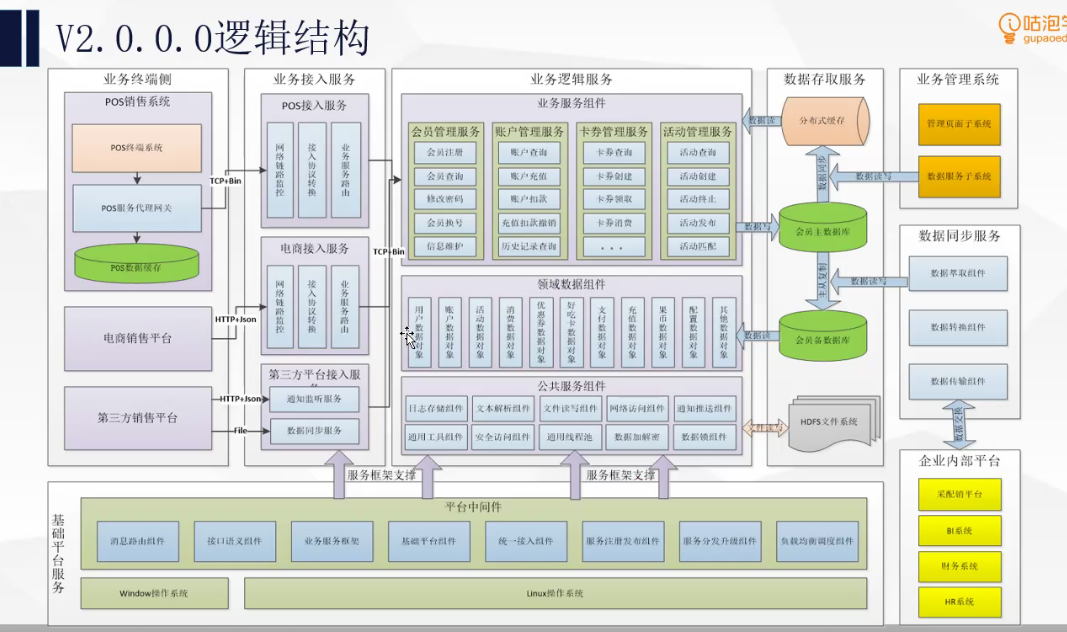 V2.0.0.0逻辑结构
咕泡学
gupaoed
业务终端侧
POS销售系统
POS终端系统
POS服务代理网关
POS数据缓存
电商销售平台
第三方销售平台
TCP+Bin
HTTP+Json
HTTP+Json
File
业务接入服务
POS接入服务
网络链路监控
接入协议转换
业务服务路由
电商接入服务
网络链路监控
接入协议转换
业务服务路由
第三方平台接入服
通知监听服务
数据同步服务
TCP+Bin
业务逻辑服务
业务服务组件
会员管理服务
会员注册
会员查询
修改密码
会员换号
信息维护
账户管理服务
账户查询
账户充值
账户扣款
充值扣款撤销
历史记录查询
卡券管理服务
卡券查询
卡券创建
卡券领取
卡券消费
...
活动管理服务
活动查询
活动创建
活动终止
活动发布
活动匹配
领域数据组件
用户数据对象
账户数据对象
活动数据对象
消费数据对象
优惠券数据对象
好吃卡数据对象
支付数据对象
充值数据对象
果币数据对象
配置数据对象
其他数据对象
公共服务组件
日志存储组件
文本解析组件
文件读写组件
网络访问组件
通知推送组件
通用工具组件
安全访问组件
通用线程池
数据加解密
数据锁组件
数据读
数据写
数据读
文件读写
数据存取服务
分布式缓存
数据同步
会员主数据库
主从复制
会员备数据库
HDFS文件系统
数据读写
数据读写
业务管理系统
管理页面子系统
数据服务子系统
数据同步服务
数据萃取组件
数据转换组件
数据传输组件
数据交换
企业内部平台
采配销平台
BI系统
财务系统
HR系统
服务框架支撑
服务框架支撑
基础平台服务
平台中间件
消息路由组件
接口语义组件
业务服务框架
基础平台组件
统一接入组件
服务注册发布组件
服务分发升级组件
负载均衡调度组件
Window操作系统
Linux操作系统